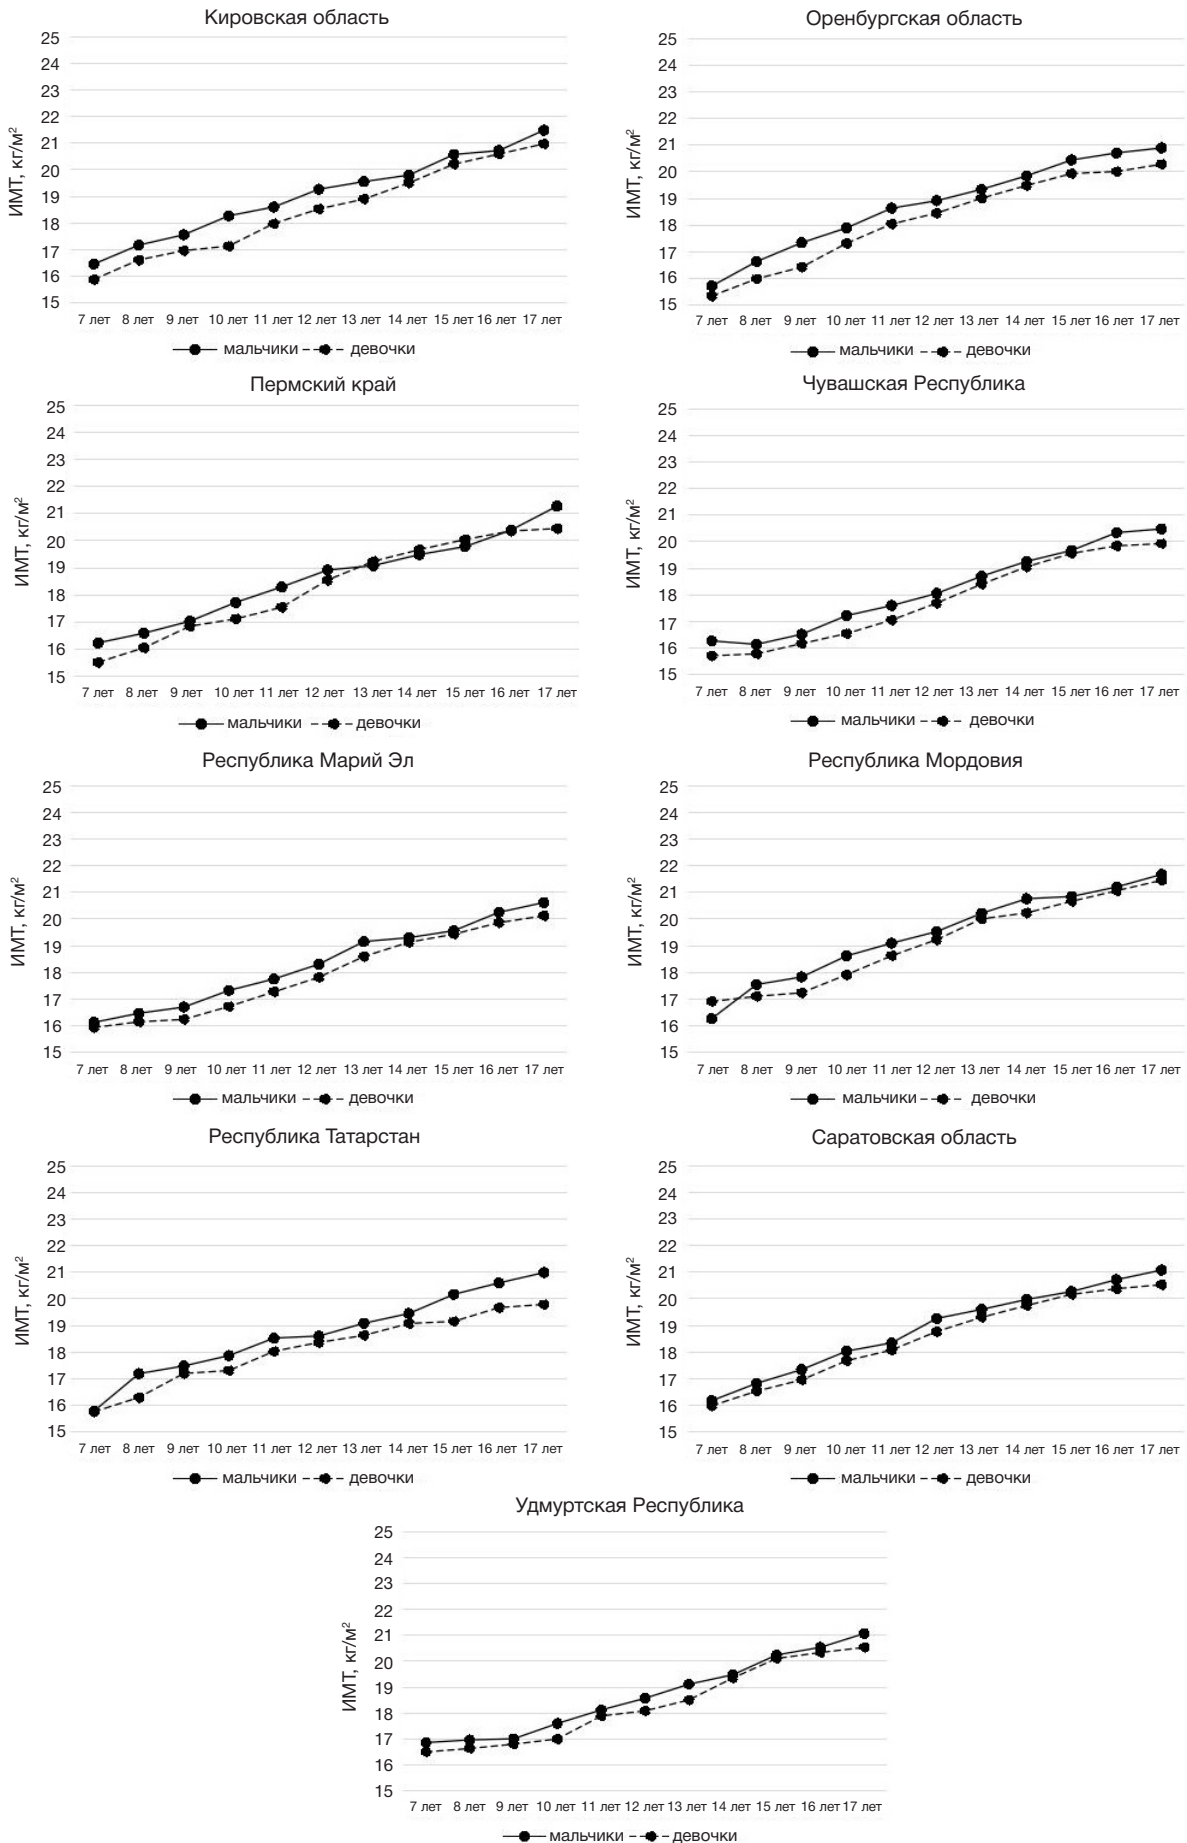 Кировская область
25
24
23
22
21
20
19
18
17
16
15
ИМТ, кг/м²
7 лет 8 лет 9 лет 10 лет 11 лет 12 лет 13 лет 14 лет 15 лет 16 лет 17 лет
мальчики девочки
Оренбургская область
25
24
23
22
21
20
19
18
17
16
15
ИМТ, кг/м²
7 лет 8 лет 9 лет 10 лет 11 лет 12 лет 13 лет 14 лет 15 лет 16 лет 17 лет
мальчики девочки
Пермский край
25
24
23
22
21
20
19
18
17
16
15
ИМТ, кг/м²
7 лет 8 лет 9 лет 10 лет 11 лет 12 лет 13 лет 14 лет 15 лет 16 лет 17 лет
мальчики девочки
Чувашская Республика
25
24
23
22
21
20
19
18
17
16
15
ИМТ, кг/м²
7 лет 8 лет 9 лет 10 лет 11 лет 12 лет 13 лет 14 лет 15 лет 16 лет 17 лет
мальчики девочки
Республика Марий Эл
25
24
23
22
21
20
19
18
17
16
15
ИМТ, кг/м²
7 лет 8 лет 9 лет 10 лет 11 лет 12 лет 13 лет 14 лет 15 лет 16 лет 17 лет
мальчики девочки
Республика Мордовия
25
24
23
22
21
20
19
18
17
16
15
ИМТ, кг/м²
7 лет 8 лет 9 лет 10 лет 11 лет 12 лет 13 лет 14 лет 15 лет 16 лет 17 лет
мальчики девочки
Республика Татарстан
25
24
23
22
21
20
19
18
17
16
15
ИМТ, кг/м²
7 лет 8 лет 9 лет 10 лет 11 лет 12 лет 13 лет 14 лет 15 лет 16 лет 17 лет
мальчики девочки
Саратовская область
25
24
23
22
21
20
19
18
17
16
15
ИМТ, кг/м²
7 лет 8 лет 9 лет 10 лет 11 лет 12 лет 13 лет 14 лет 15 лет 16 лет 17 лет
мальчики девочки
Удмуртская Республика
25
24
23
22
21
20
19
18
17
16
15
ИМТ, кг/м²
7 лет 8 лет 9 лет 10 лет 11 лет 12 лет 13 лет 14 лет 15 лет 16 лет 17 лет
мальчики девочки